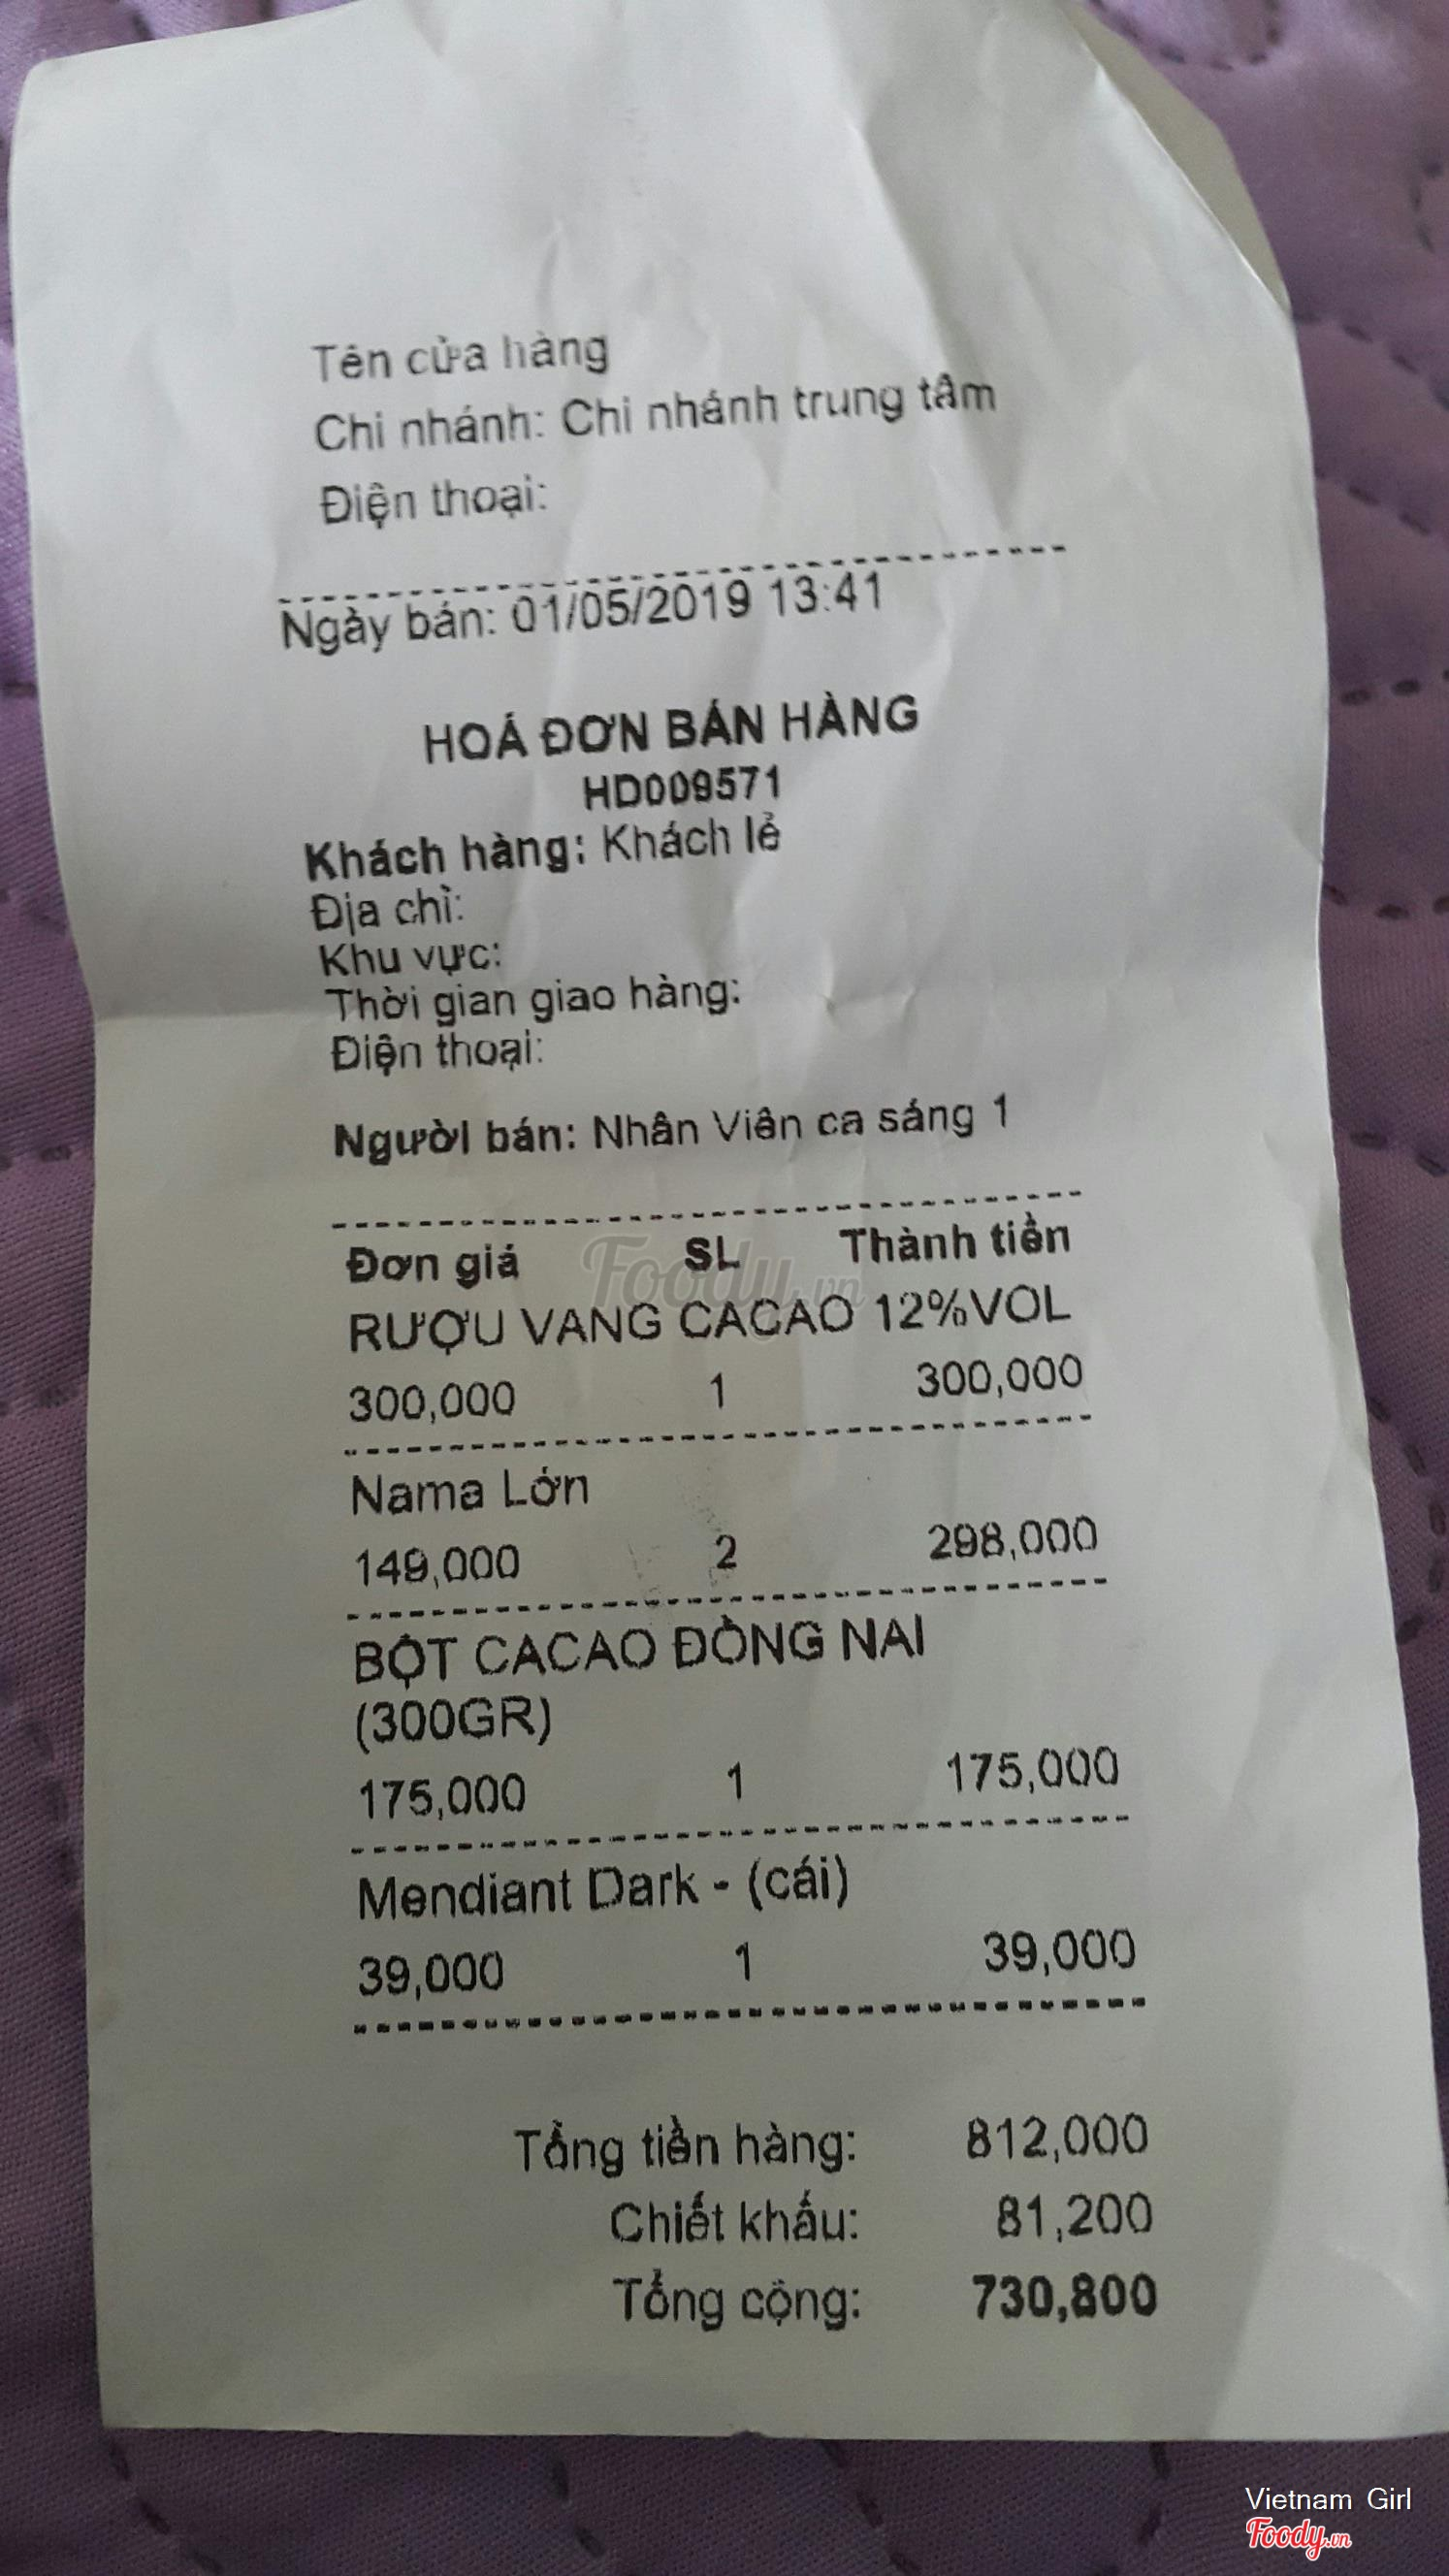 Tên cửa hàng
Chi nhánh: Chi nhánh trung tâm
Điện thoại:
Ngày bán: 01/05/2019 13:41
HOÁ ĐƠN BÁN HÀNG
HD009571
Khách hàng: Khách lẻ
Địa chỉ:
Khu vực:
Thời gian giao hàng:
Điện thoại:
Người bán: Nhân Viên ca sáng 1
Đơn giá SL Thành tiền
Foody.vn
RƯỢU VANG CACAO 12%VOL
300,000 1 300,000
Nama Lớn
149,000 2 298,000
BỘT CACAO ĐỒNG NAI
(300GR)
175,000 1 175,000
Mendiant Dark - (cái)
39,000 1 39,000
Tổng tiền hàng: 812,000
Chiết khấu: 81,200
Tổng cộng: 730,800
Vietnam Girl
Foody.vn